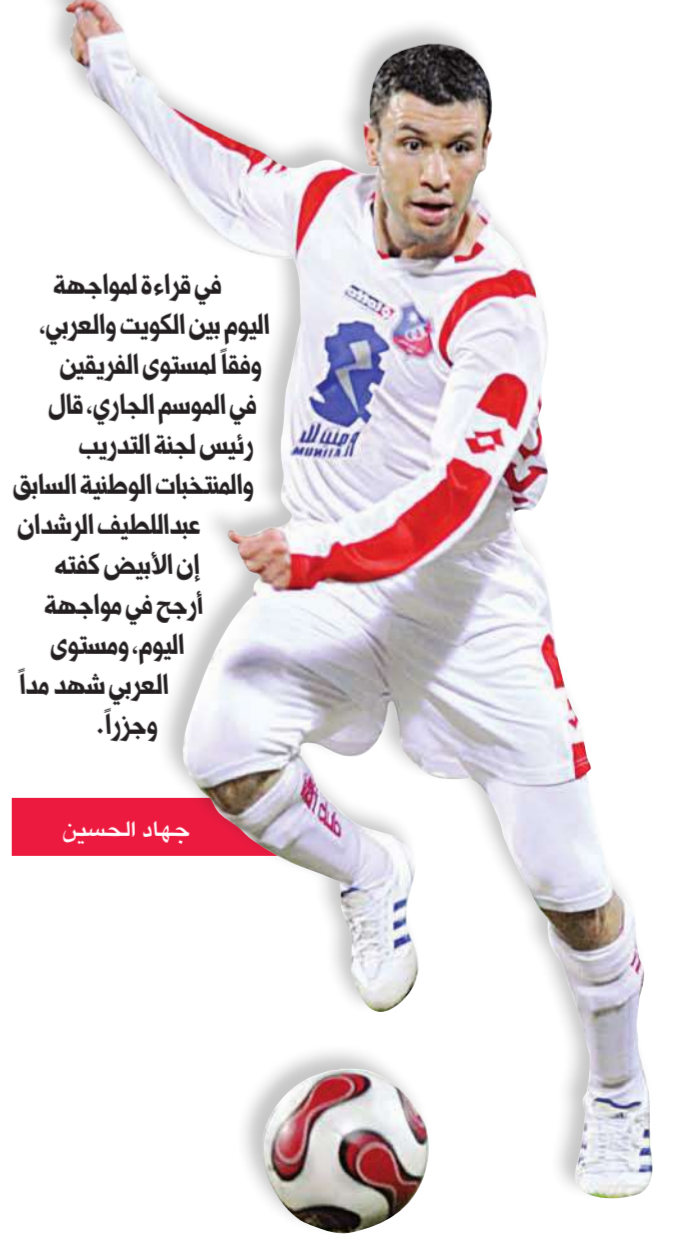 في قراءة لمواجهة
اليوم بين الكويت والعربي،
وفقاً لمستوى الفريقين
في الموسم الجاري، قال
رئيس لجنة التدريب
والمنتخبات الوطنية السابق
عبداللطيف الرشدان
إن الأبيض كفته
أرجح في مواجهة
اليوم، ومستوى
العربي شهد مداً
وجزراً.
جهاد الحسين